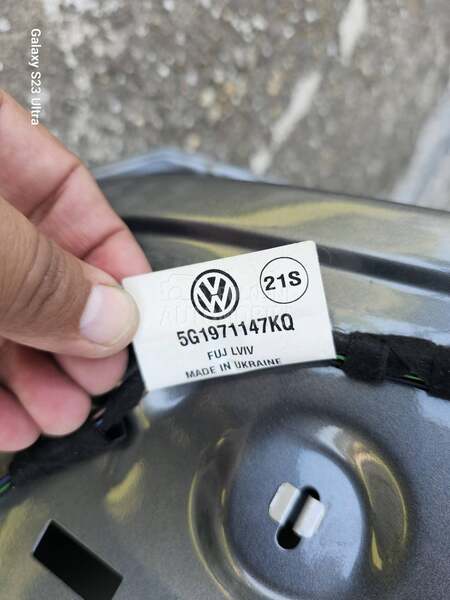 Galaxy S23 Ultra
21S
5G1971147KQ
FUJ LVIV
MADE IN UKRAINE